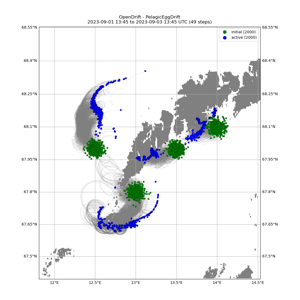 OpenDrift - PelagicEggDrift
2023-09-01 13:45 to 2023-09-03 13:45 UTC (49 steps)
68.55°N
68.55°N
initial (2000)
active (2000)
68.4°N
68.4°N
68.25°N
68.25°N
68.1°N
68.1°N
67.95°N
67.95°N
67.8°N
67.8°N
67.65°N
67.65°N
67.5°N
67.5°N
12°E
12.5°E
13°E
13.5°E
14°E
14.5°E